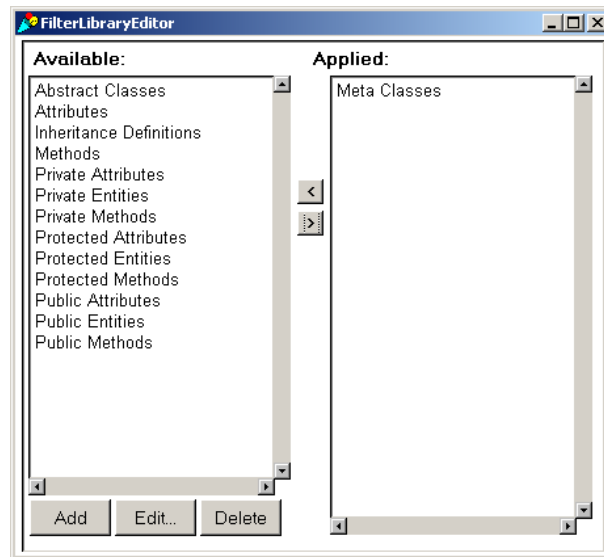 FilterLibraryEditor
Available:
Applied:
Abstract Classes
Attributes
Inheritance Definitions
Methods
Private Attributes
Private Entities
Private Methods
Protected Attributes
Protected Entities
Protected Methods
Public Attributes
Public Entities
Public Methods
<
>
Meta Classes
Add
Edit...
Delete